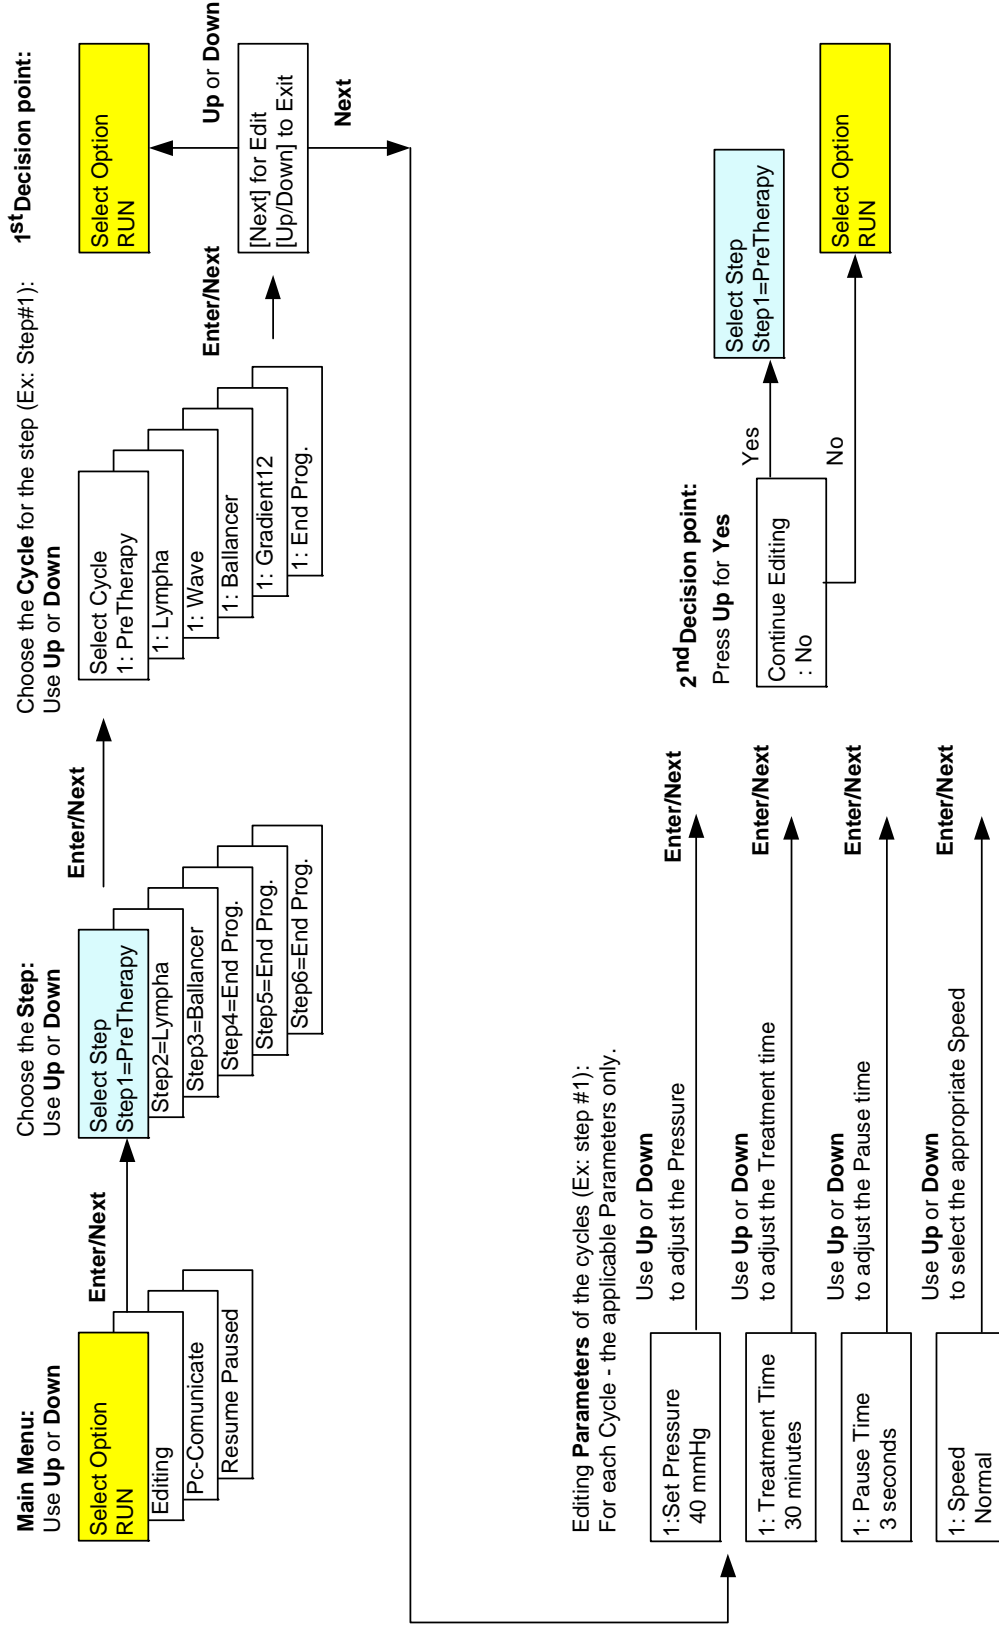 Main Menu:
Use Up or Down
Select Option
RUN
Editing
Pc-Comunicate
Resume Paused
Enter/Next
Choose the Step:
Use Up or Down
Select Step
Step1=PreTherapy
Step2=Lympha
Step3=Ballancer
Step4=End Prog.
Step5=End Prog.
Step6=End Prog.
Enter/Next
Choose the Cycle for the step (Ex: Step#1):
Use Up or Down
Select Cycle
1: PreTherapy
1: Lympha
1: Wave
1: Ballancer
1: Gradient12
1: End Prog.
Enter/Next
1st Decision point:
Select Option
RUN
Up or Down
[Next] for Edit
[Up/Down] to Exit
Next
Editing Parameters of the cycles (Ex: step #1):
For each Cycle - the applicable Parameters only.
1:Set Pressure
40 mmHg
Use Up or Down
to adjust the Pressure
Enter/Next
1: Treatment Time
30 minutes
Use Up or Down
to adjust the Treatment time
Enter/Next
1: Pause Time
3 seconds
Use Up or Down
to adjust the Pause time
Enter/Next
1: Speed
Normal
Use Up or Down
to select the appropriate Speed
Enter/Next
2nd Decision point:
Press Up for Yes
Continue Editing
: No
Yes
No
Select Step
Step1=PreTherapy
Select Option
RUN